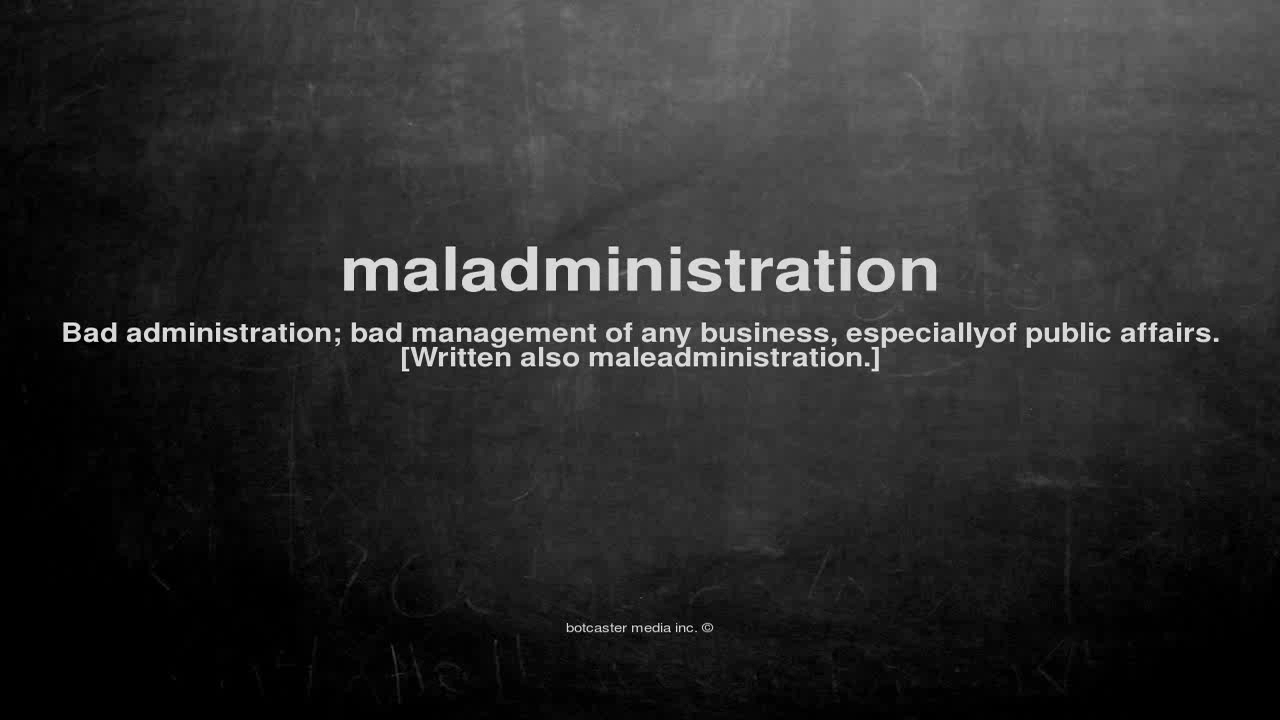 maladministration
Bad administration; bad management of any business, especiallyof public affairs.
[Written also maleadministration.]
botcaster media inc. ©